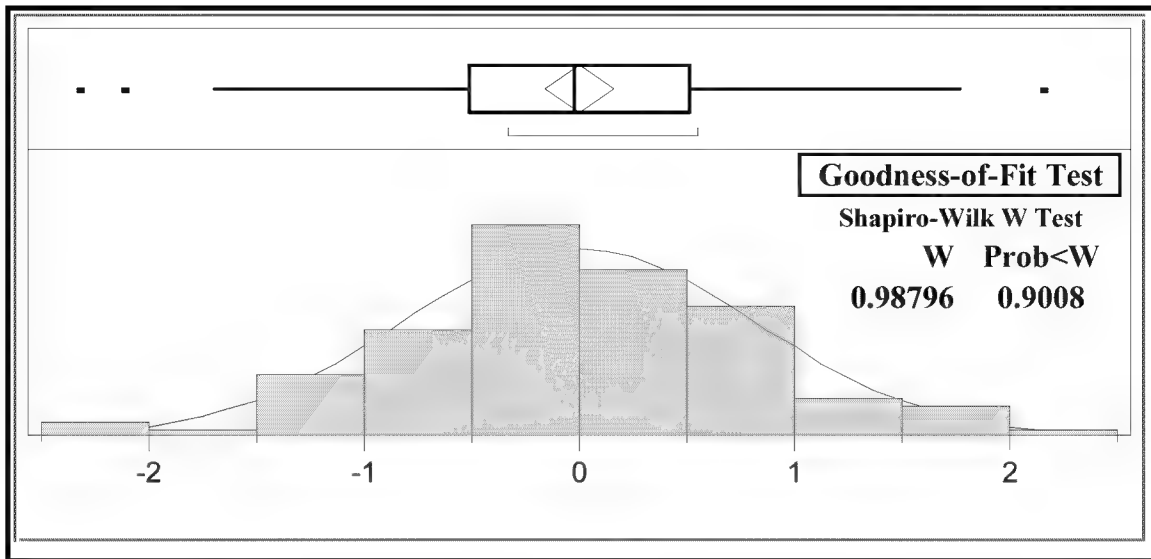 Goodness-of-Fit Test
Shapiro-Wilk W Test
W Prob<W
0.98796 0.9008
-2 -1 0 1 2